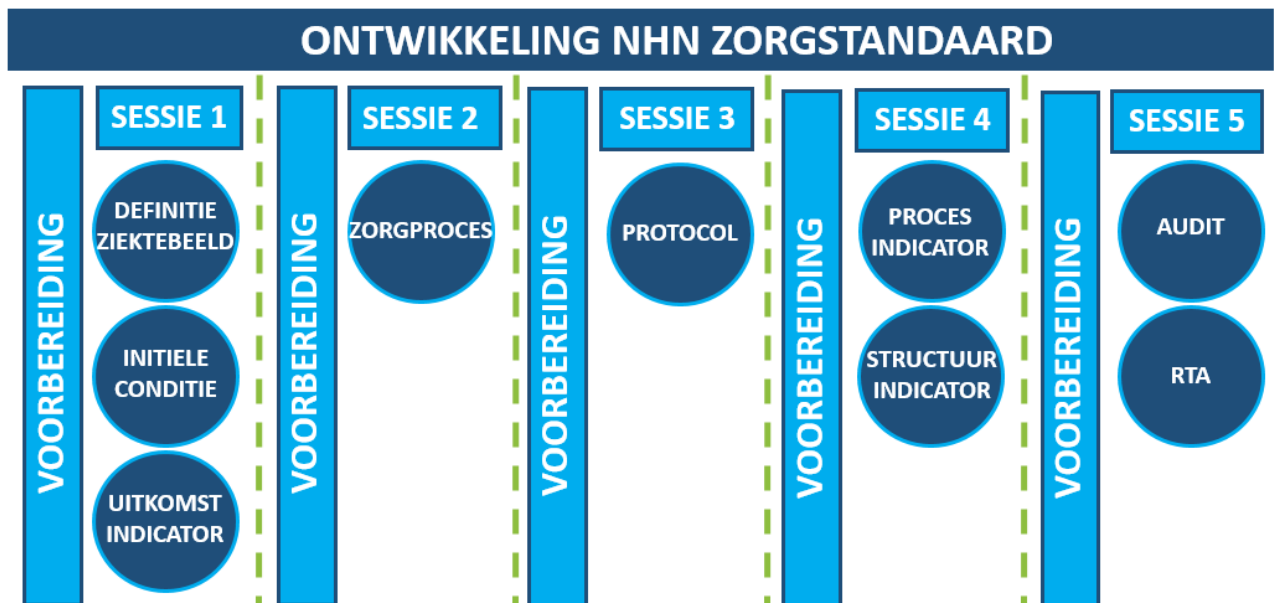 ONTWIKKELING NHN ZORGSTANDAARD
VOORBEREIDING
SESSIE 1
DEFINITIE
ZIEKTEBEELD
INITIELE
CONDITIE
UITKOMST
INDICATOR
VOORBEREIDING
SESSIE 2
ZORGPROCES
VOORBEREIDING
SESSIE 3
PROTOCOL
VOORBEREIDING
SESSIE 4
PROCES
INDICATOR
STRUCTUUR
INDICATOR
VOORBEREIDING
SESSIE 5
AUDIT
RTA